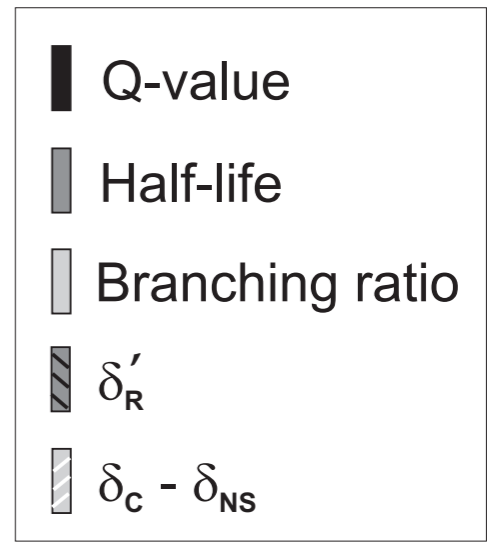 Q-value
Half-life
Branching ratio
δ′R
δC - δNS